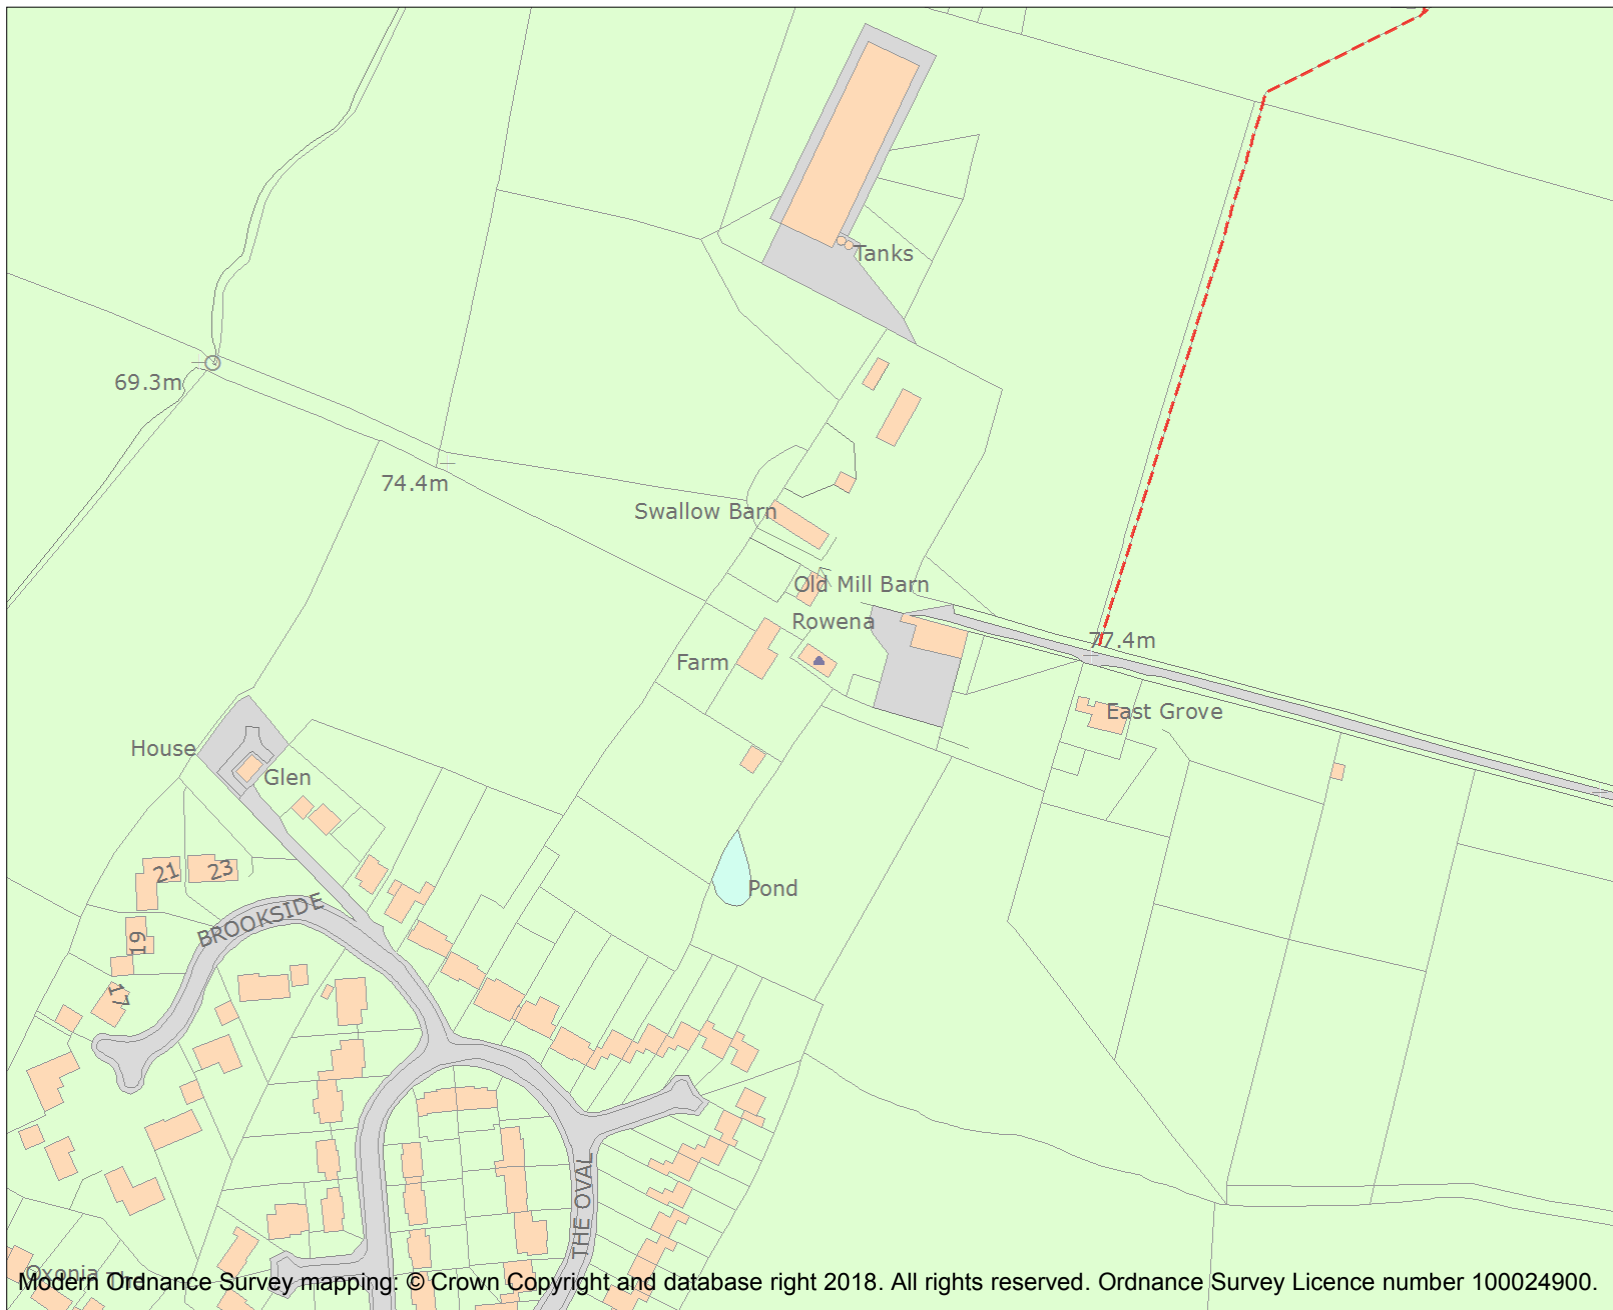 Tanks
69.3m
74.4m
Swallow Barn
Old Mill Barn
Rowena
77.4m
Farm
East Grove
House
Glen
21
23
Pond
BROOKSIDE
19
17
THE OVAL
Oxonia The
Modern Ordnance Survey mapping: © Crown Copyright and database right 2018. All rights reserved. Ordnance Survey Licence number 100024900.